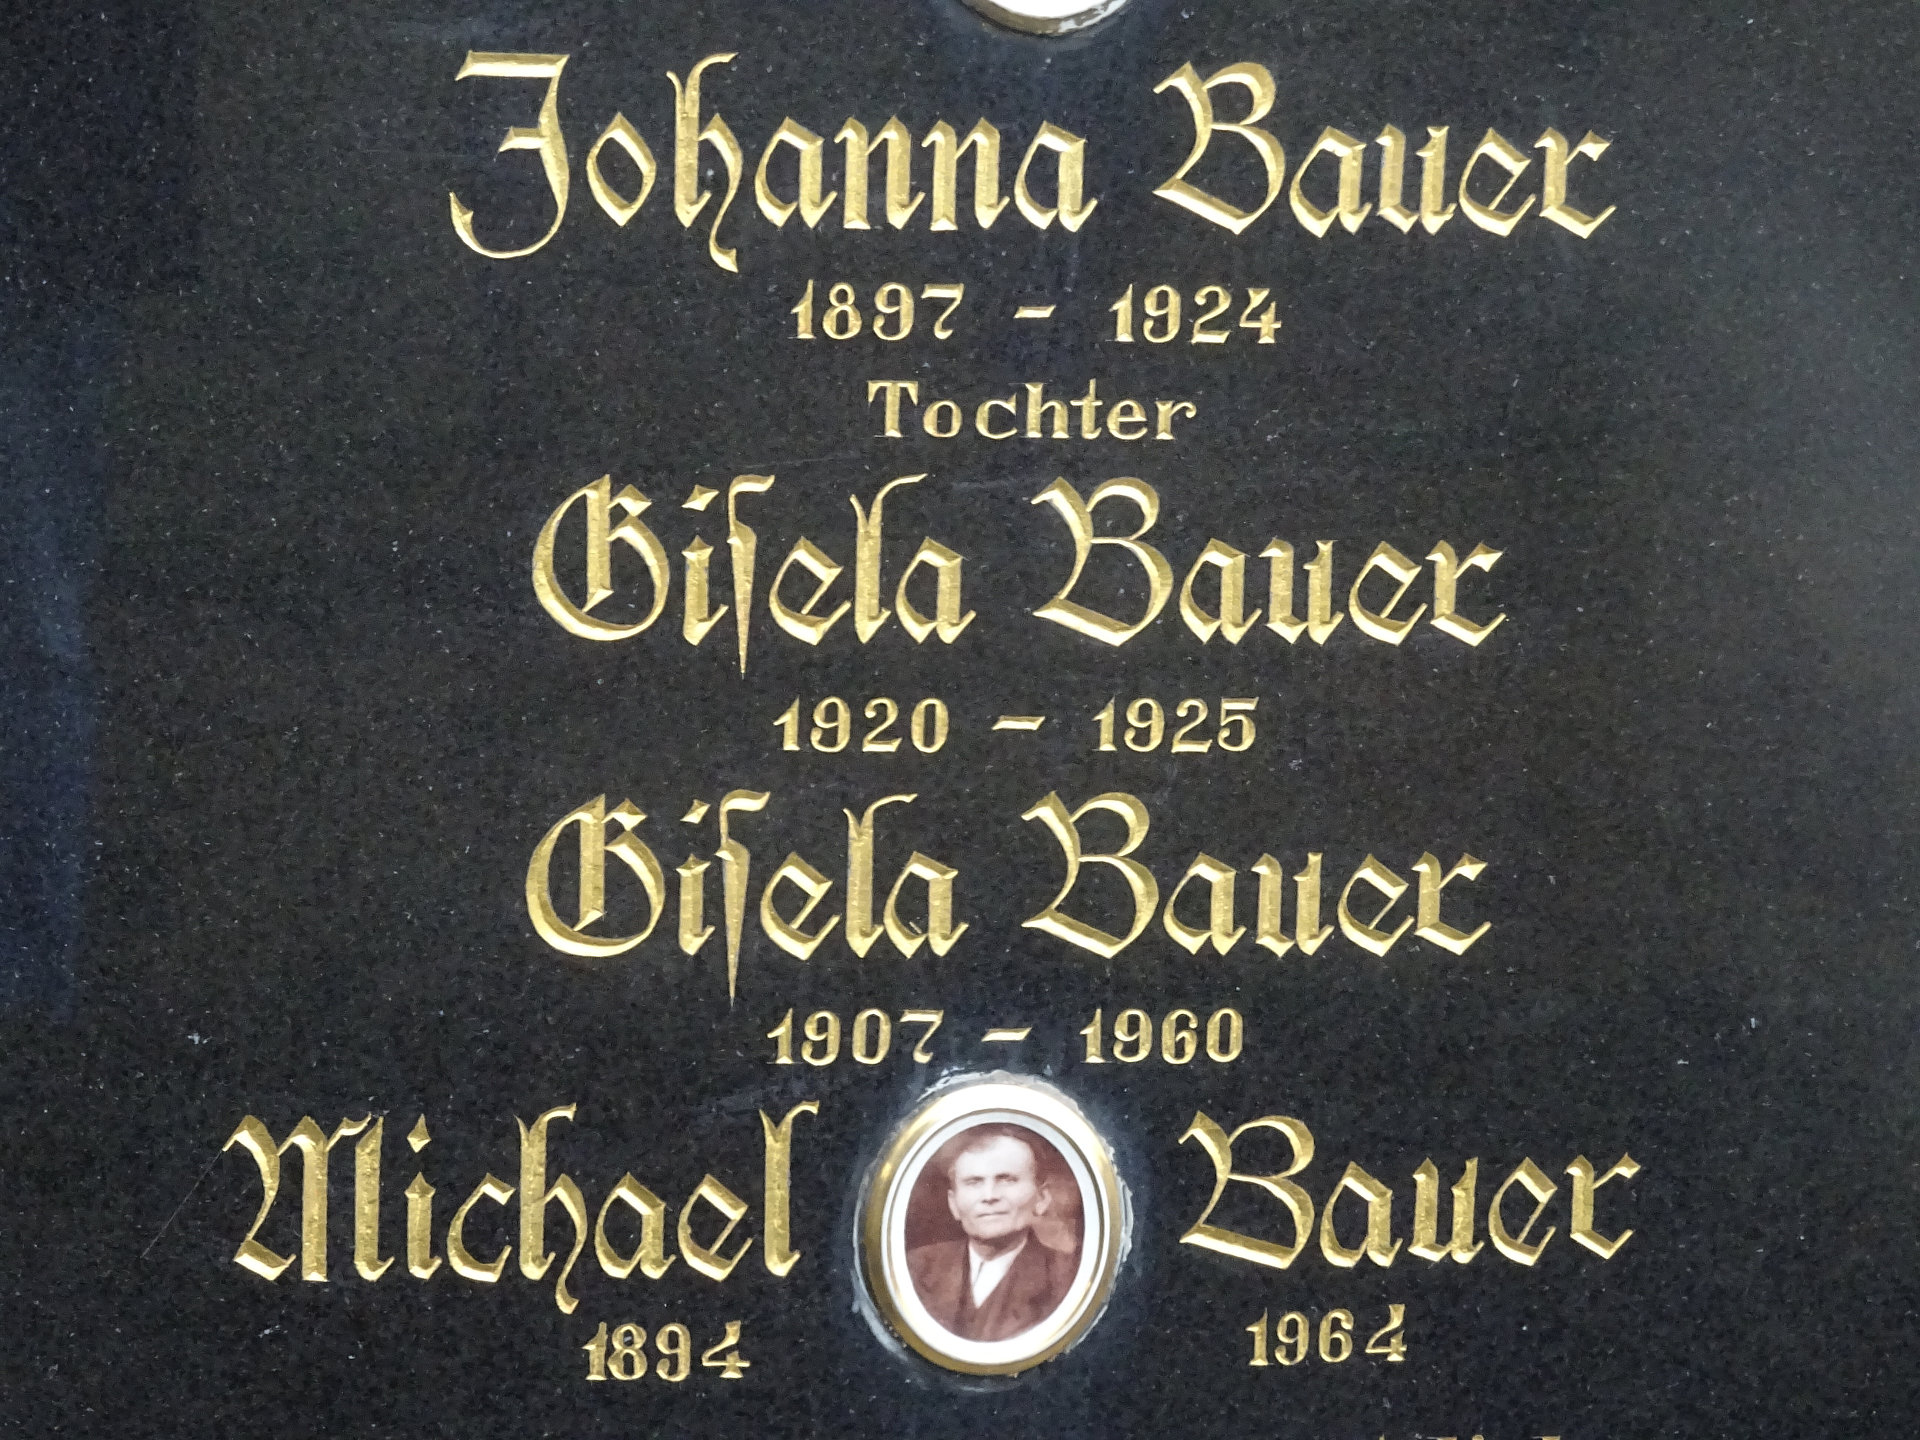 Johanna Bauer
1897 - 1924
Tochter
Giſela Bauer
1920 - 1925
Giſela Bauer
1907 - 1960
Michael Bauer
1894 1964